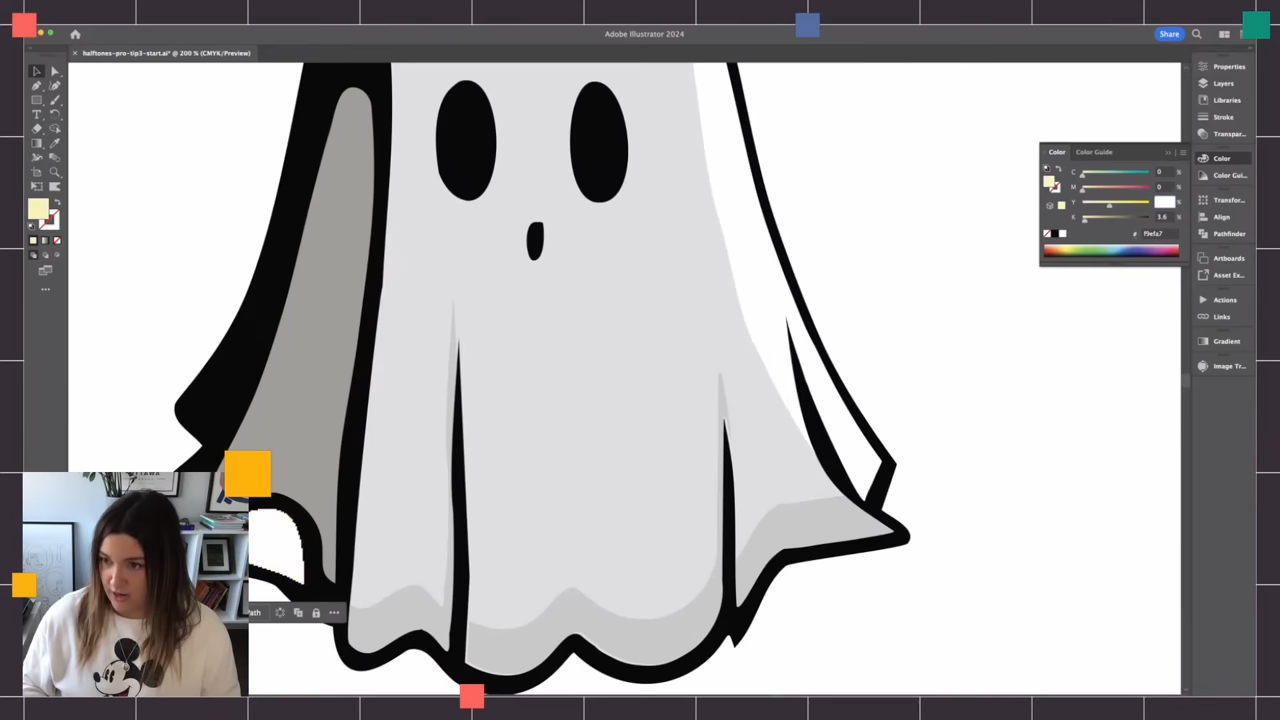 Adobe Illustrator 2024
Share
× halftones-pro-tip3-start.ai* @ 200 % (CMYK/Preview)
Properties
Layers
Libraries
Stroke
Transpar...
Color
Color Gui...
Transfor...
Align
Pathfinder
Artboards
Asset Ex...
Actions
Links
Gradient
Image Tr...
Color Color Guide
C 0 %
M 0 %
Y %
K 3.6 %
# f9efa7
ath